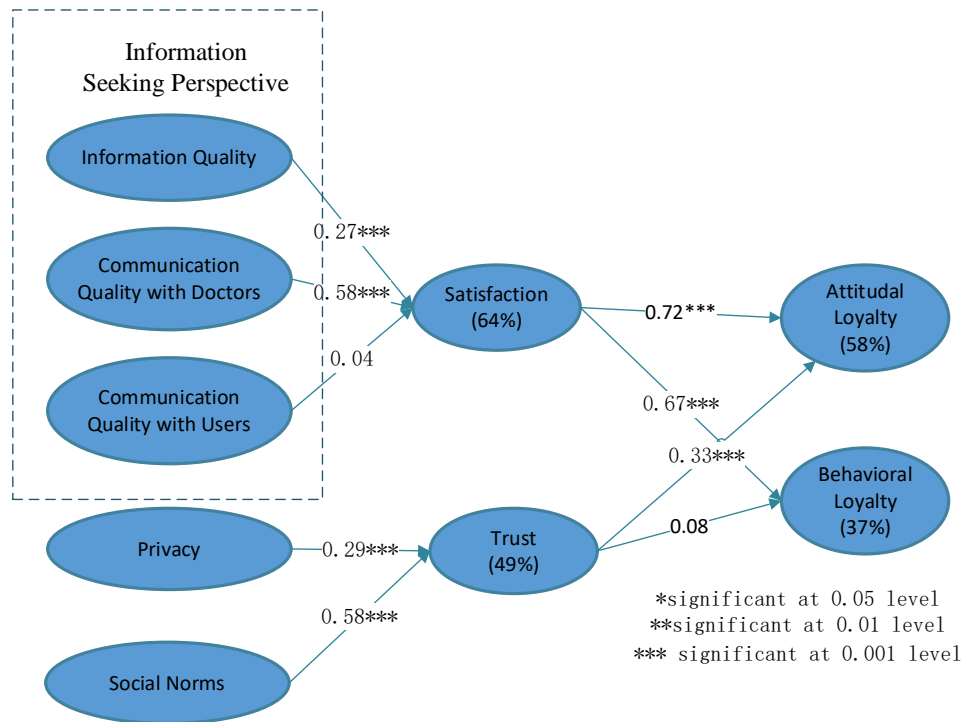 Information
Seeking Perspective
Information Quality
0.27***
Communication
Quality with Doctors
0.58***
Satisfaction
(64%)
0.72***
Attitudal
Loyalty
(58%)
0.04
Communication
Quality with Users
0.67***
0.33***
Behavioral
Loyalty
(37%)
Privacy
0.29***
Trust
(49%)
0.08
0.58***
Social Norms
*significant at 0.05 level
**significant at 0.01 level
*** significant at 0.001 level